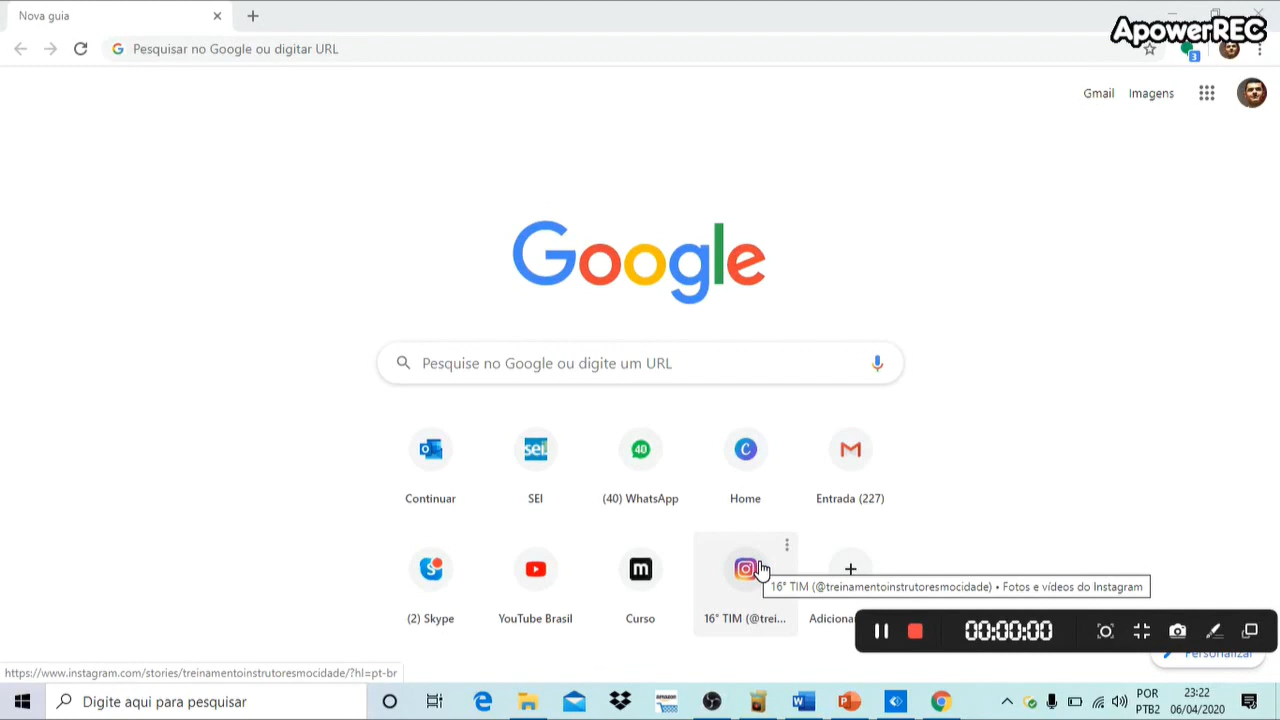 Nova guia
ApowerREC
Pesquisar no Google ou digitar URL
3
Gmail
Imagens
Google
Pesquise no Google ou digite um URL
Continuar
sei!
SEI
40
(40) WhatsApp
C
Home
Entrada (227)
(2) Skype
YouTube Brasil
m
Curso
16° TIM (@trei...
16° TIM (@treinamentoinstrutoresmocidade) • Fotos e vídeos do Instagram
Adiciona
00:00:00
Personalizar
https://www.instagram.com/stories/treinamentoinstrutoresmocidade/?hl=pt-br
Digite aqui para pesquisar
amazon
POR
PTB2
23:22
06/04/2020